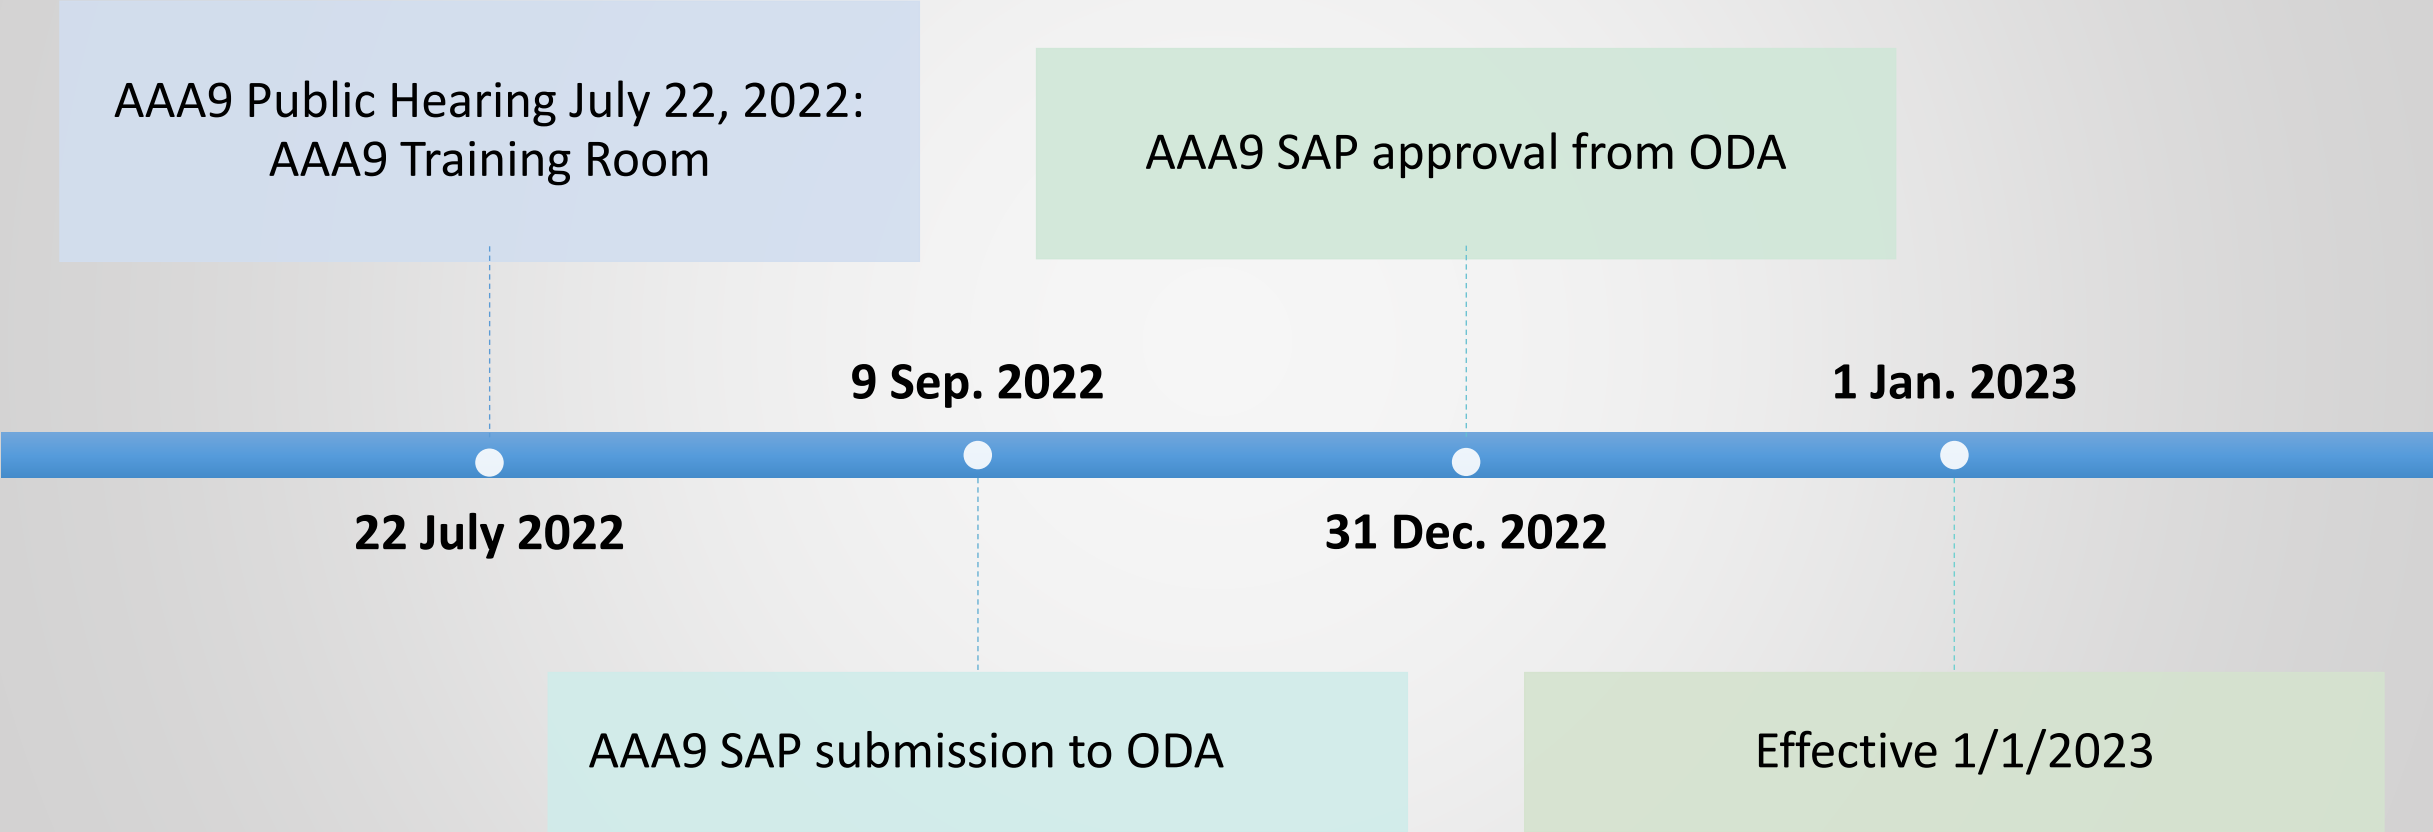 AAA9 Public Hearing July 22, 2022:
AAA9 Training Room
22 July 2022
9 Sep. 2022
AAA9 SAP submission to ODA
AAA9 SAP approval from ODA
31 Dec. 2022
1 Jan. 2023
Effective 1/1/2023